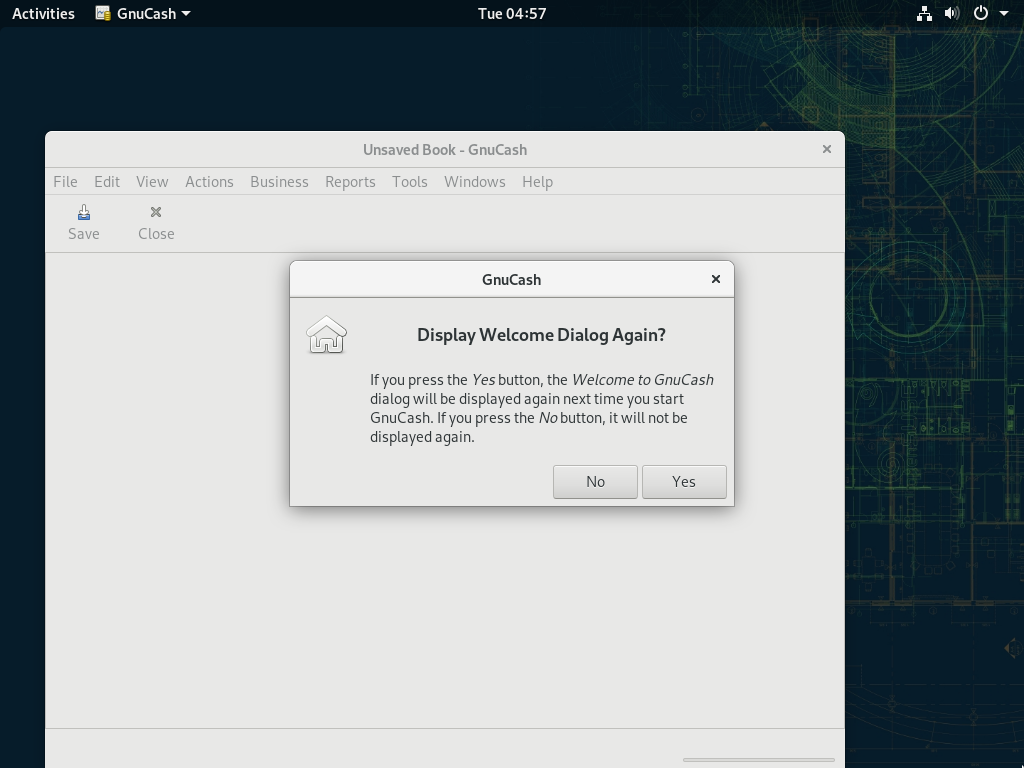 Activities GnuCash Tue 04:57
Unsaved Book - GnuCash
File Edit View Actions Business Reports Tools Windows Help
Save Close
GnuCash
Display Welcome Dialog Again?
If you press the Yes button, the Welcome to GnuCash
dialog will be displayed again next time you start
GnuCash. If you press the No button, it will not be
displayed again.
No Yes